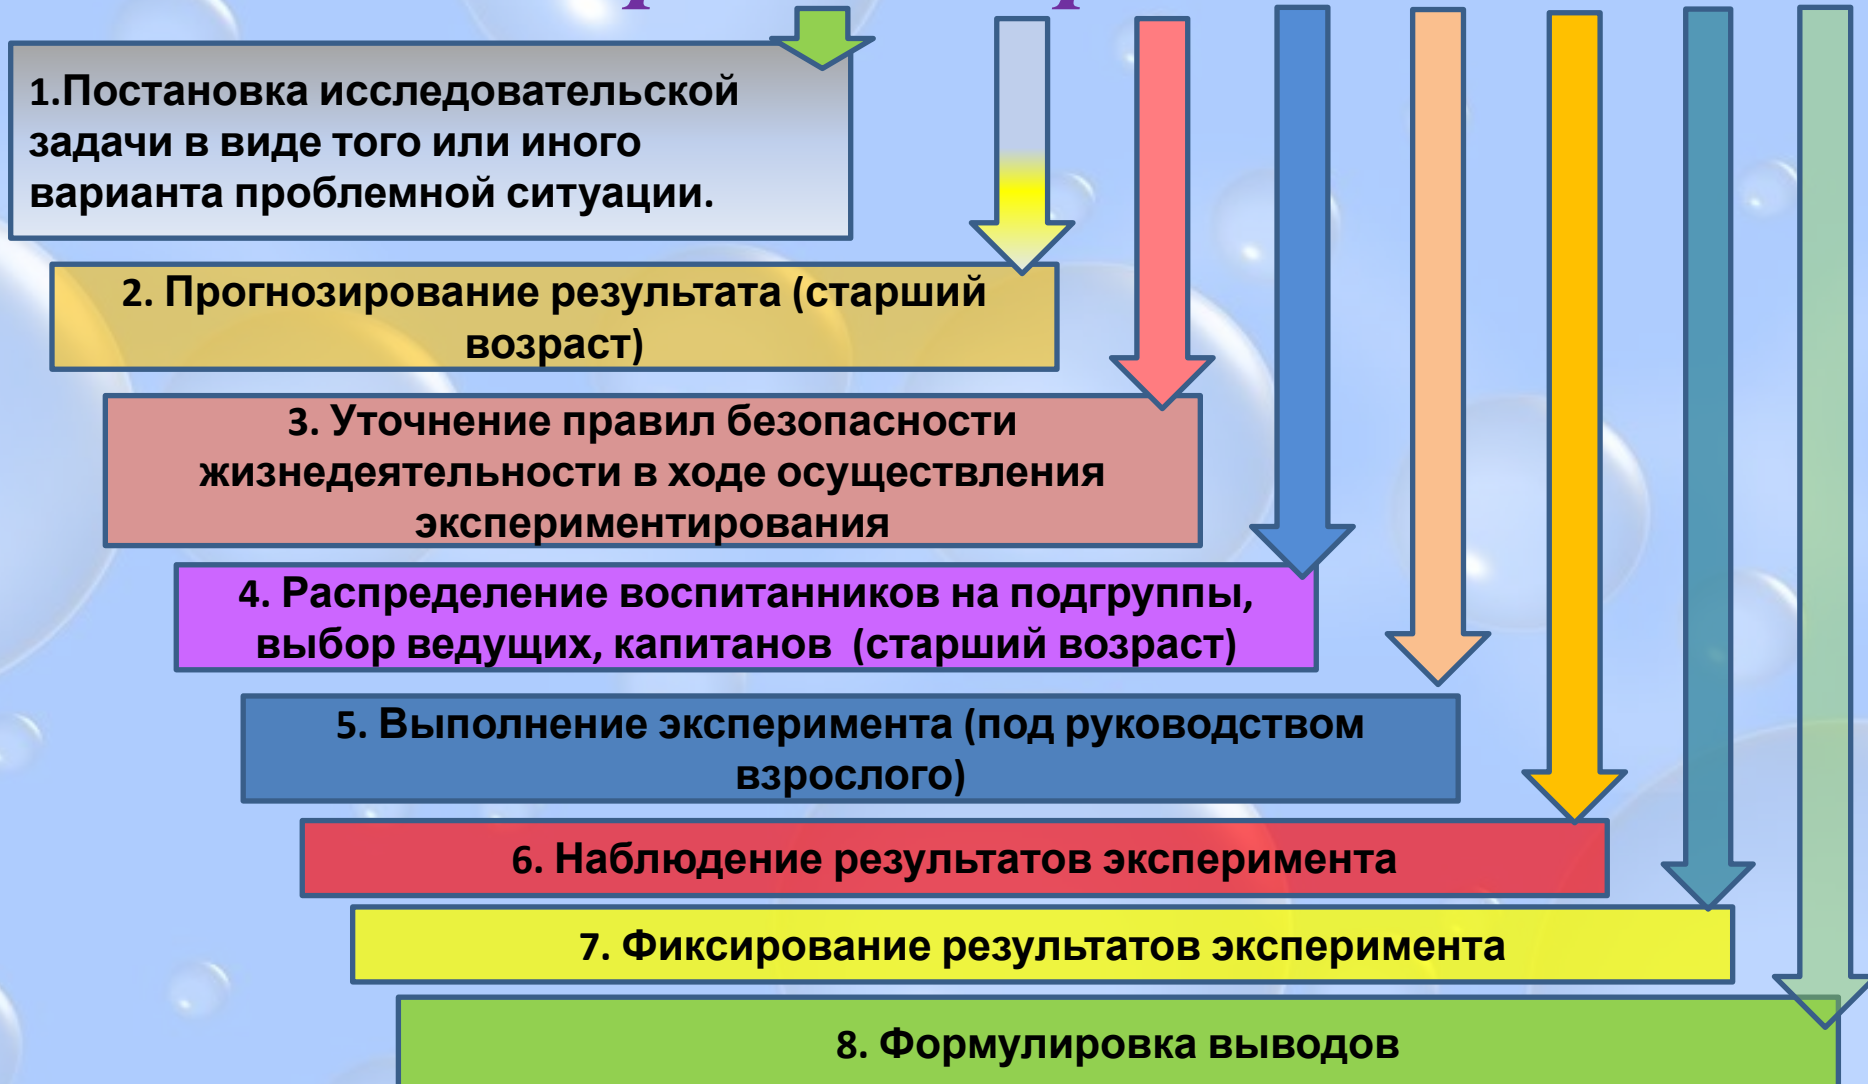 1.Постановка исследовательской
задачи в виде того или иного
варианта проблемной ситуации.
2. Прогнозирование результата (старший
возраст)
3. Уточнение правил безопасности
жизнедеятельности в ходе осуществления
экспериментирования
4. Распределение воспитанников на подгруппы,
выбор ведущих, капитанов (старший возраст)
5. Выполнение эксперимента (под руководством
взрослого)
6. Наблюдение результатов эксперимента
7. Фиксирование результатов эксперимента
8. Формулировка выводов